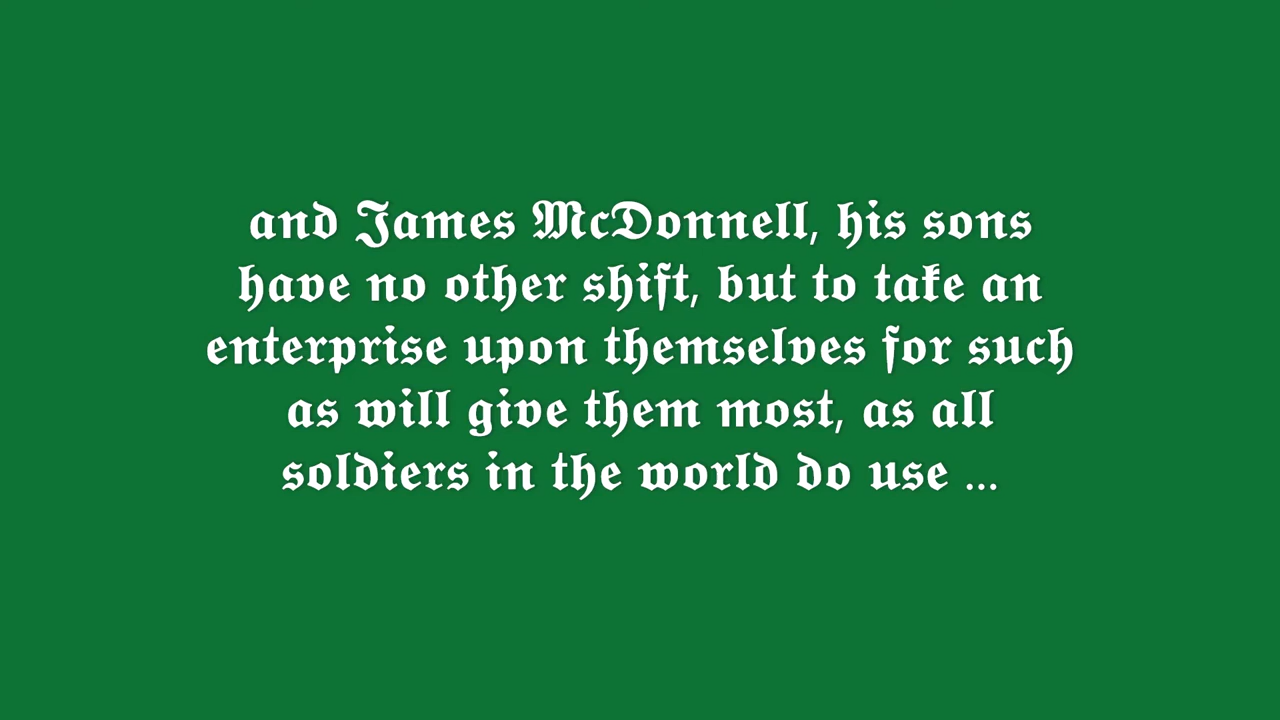 and James McDonnell, his sons
have no other shift, but to take an
enterprise upon themselves for such
as will give them most, as all
soldiers in the world do use ...